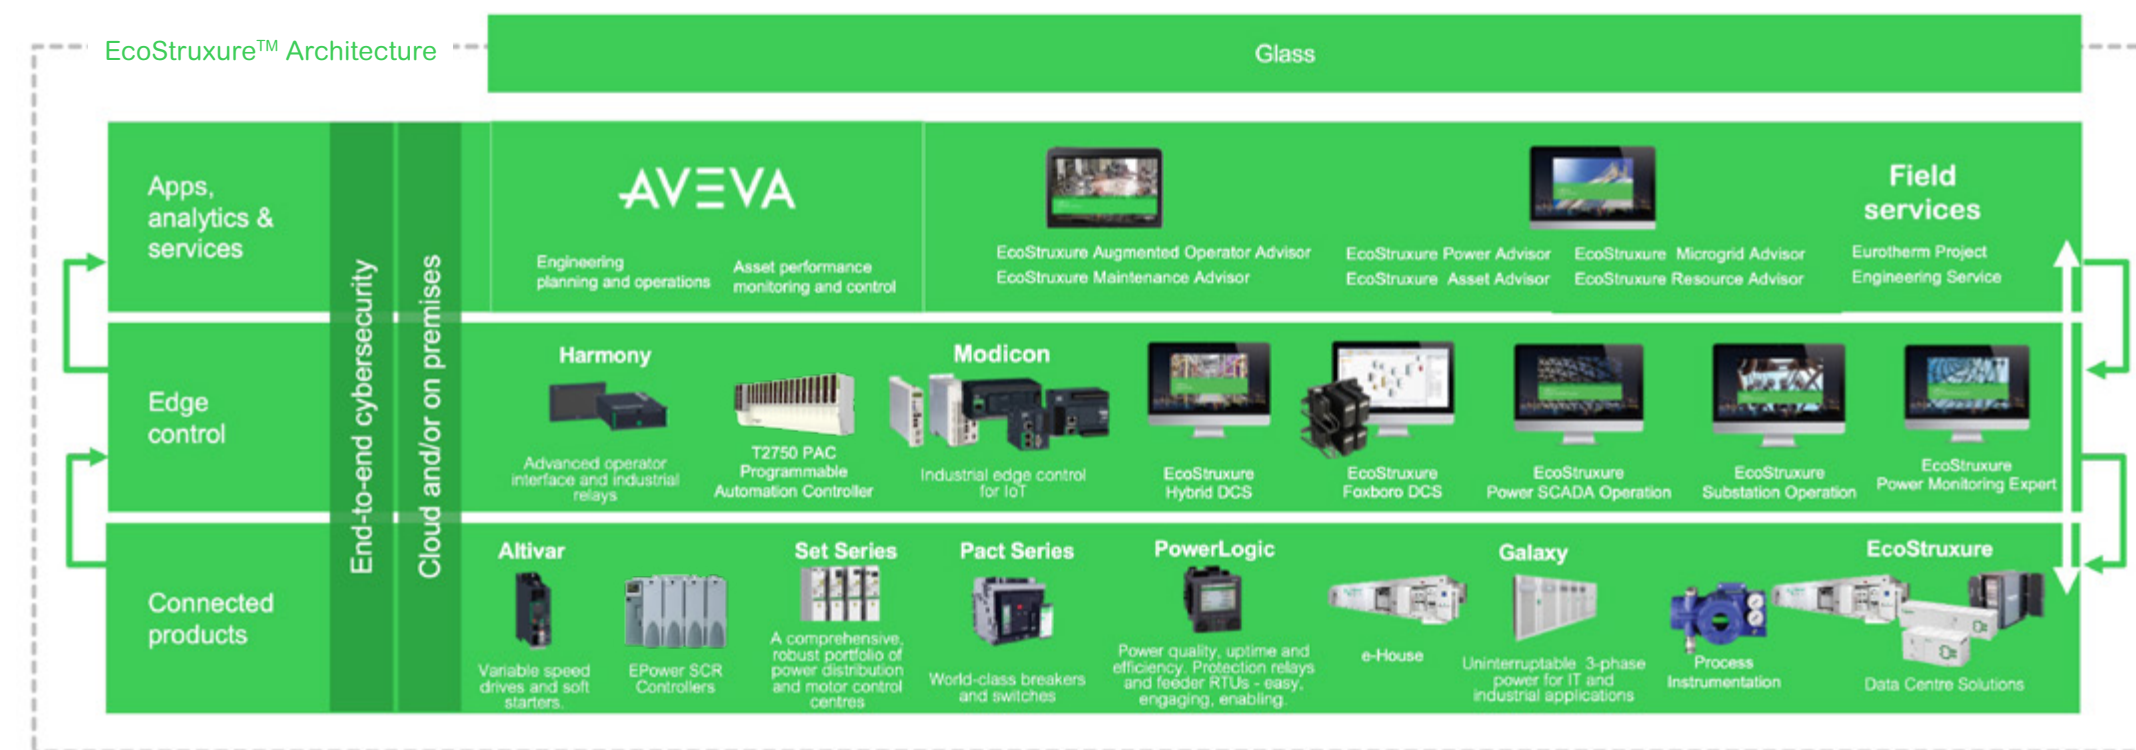 EcoStruxure™ Architecture
Glass
Apps,
analytics &
services
End-to-end cybersecurity
Cloud and/or on premises
AVEVA
Engineering
planning and operations
Asset performance
monitoring and control
EcoStruxure Augmented Operator Advisor
EcoStruxure Maintenance Advisor
EcoStruxure Power Advisor
EcoStruxure Asset Advisor
EcoStruxure Microgrid Advisor
EcoStruxure Resource Advisor
Field
services
Eurotherm Project
Engineering Service
Edge
control
Harmony
Advanced operator
interface and industrial
relays
T2750 PAC
Programmable
Automation Controller
Modicon
Industrial edge control
for IoT
EcoStruxure
Hybrid DCS
EcoStruxure
Foxboro DCS
EcoStruxure
Power SCADA Operation
EcoStruxure
Substation Operation
EcoStruxure
Power Monitoring Expert
Connected
products
Altivar
Variable speed
drives and soft
starters.
EPower SCR
Controllers
Set Series
A comprehensive,
robust portfolio of
power distribution
and motor control
centres
Pact Series
World-class breakers
and switches
PowerLogic
Power quality, uptime and
efficiency. Protection relays
and feeder RTUs - easy,
engaging, enabling.
e-House
Galaxy
Uninterruptable 3-phase
power for IT and
industrial applications
Process
Instrumentation
EcoStruxure
Data Centre Solutions